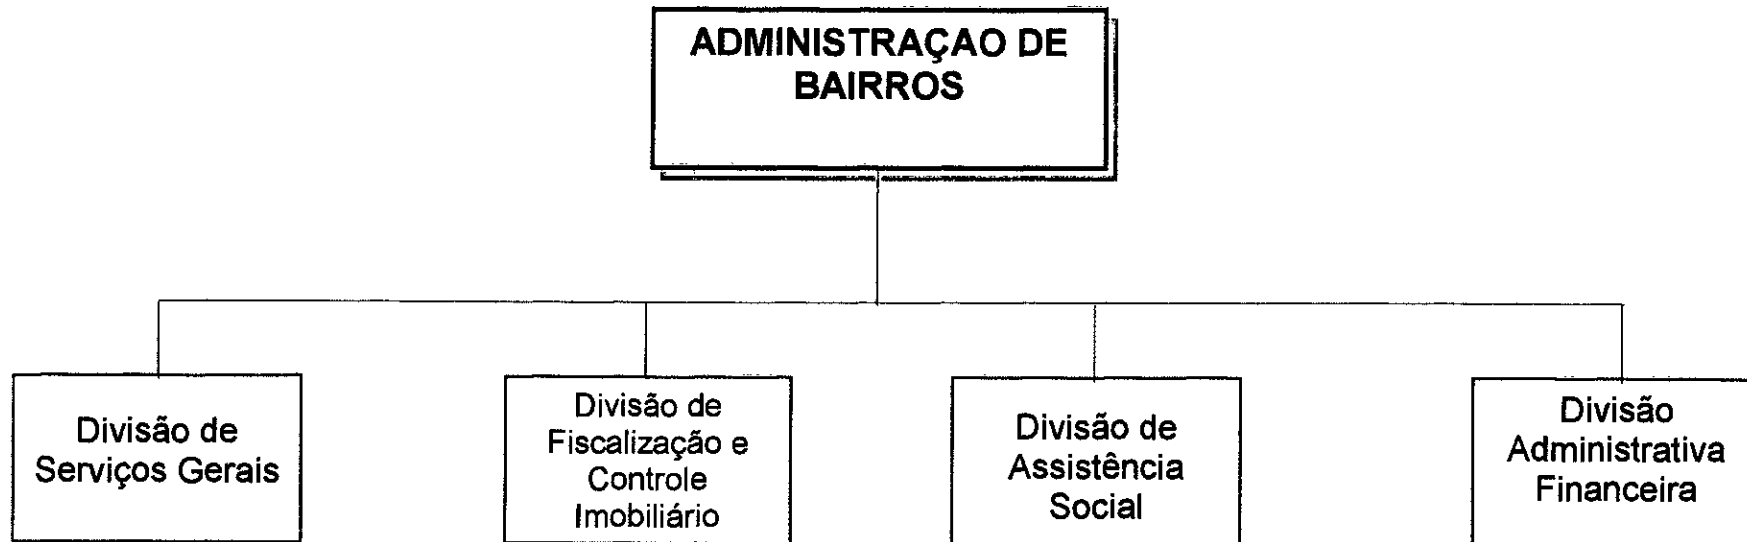 ADMINISTRAÇAO DE
BAIRROS
Divisão de
Serviços Gerais
Divisão de
Fiscalização e
Controle
Imobiliário
Divisão de
Assistência
Social
Divisão
Administrativa
Financeira